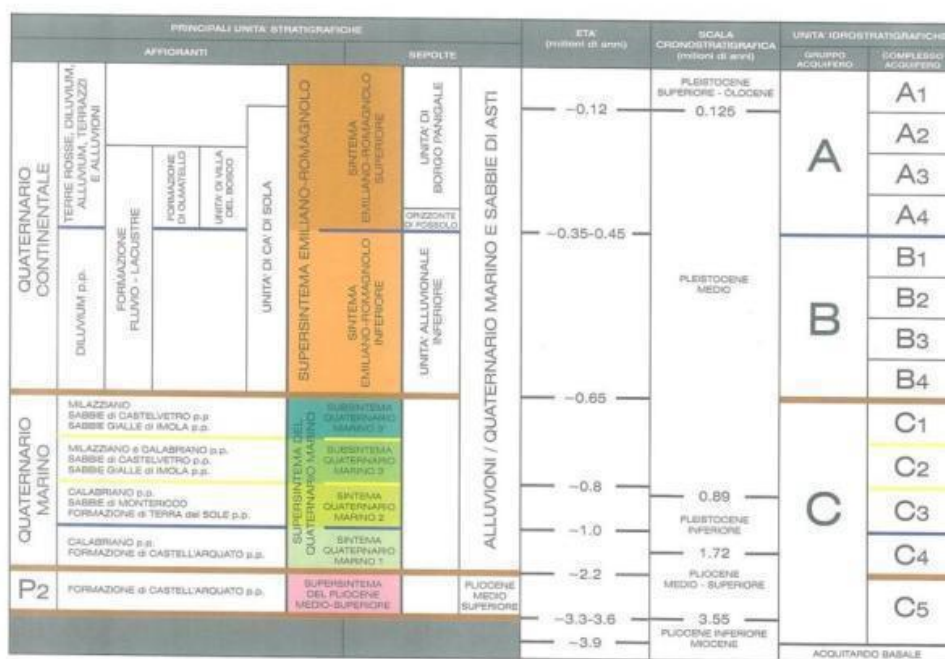 PRINCIPALI UNITA' STRATIGRAFICHE
AFFIORANTI
SEPOLTE
ETA'
(milioni di anni)
SCALA
CRONOSTRATIGRAFICA
(milioni di anni)
UNITA' IDROSTRATIGRAFICHE
GRUPPO
ACQUIFERO
COMPLESSO
ACQUIFERO
QUATERNARIO
CONTINENTALE
TERRE ROSSE, DILUVIUM,
ALLUVIUM, TERRAZZI
E ALLUVIONI
DILUVIUM p.p.
FORMAZIONE
FLUVIO - LACUSTRE
FORMAZIONE
DI OLMATELLO
UNITA' DI VILLA
DEL BOSCO
UNITA' DI CA' DI SOLA
SUPERSINTEMA EMILIANO-ROMAGNOLO
SINTEMA
EMILIANO-ROMAGNOLO
SUPERIORE
SINTEMA
EMILIANO-ROMAGNOLO
INFERIORE
UNITA' DI
BORGO PANIGALE
ORIZZONTE
DI FOSSOLO
UNITA' ALLUVIONALE
INFERIORE
ALLUVIONI / QUATERNARIO MARINO E SABBIE DI ASTI
QUATERNARIO
MARINO
MILAZZIANO
SABBIE di CASTELVETRO p.p.
SABBIE GIALLE di IMOLA p.p.
MILAZZIANO e CALABRIANO p.p.
SABBIE di CASTELVETRO p.p.
SABBIE GIALLE di IMOLA p.p.
CALABRIANO p.p.
SABBIE di MONTERICOD
FORMAZIONE di TERRA del SOLE p.p.
CALABRIANO p.p.
FORMAZIONE di CASTELL'ARQUATO p.p.
SUPERSINTEMA DEL
QUATERNARIO MARINO
SUBSINTEMA
QUATERNARIO
MARINO 3'
SUBSINTEMA
QUATERNARIO
MARINO 3
SINTEMA
QUATERNARIO
MARINO 2
SINTEMA
QUATERNARIO
MARINO 1
P2
FORMAZIONE di CASTELL'ARQUATO p.p.
SUPERSINTEMA
DEL PLIOCENE
MEDIO-SUPERIORE
PLIOCENE
MEDIO
SUPERIORE
-0.12
-0.35-0.45
-0.65
-0.8
-1.0
-2.2
-3.3-3.6
-3.9
PLEISTOCENE
SUPERIORE - OLOCENE
0.125
PLEISTOCENE
MEDIO
0.89
PLEISTOCENE
INFERIORE
1.72
PLIOCENE
MEDIO - SUPERIORE
3.55
PLIOCENE INFERIORE
MIOCENE
A
B
C
A1
A2
A3
A4
B1
B2
B3
B4
C1
C2
C3
C4
C5
ACQUITARDO BASALE